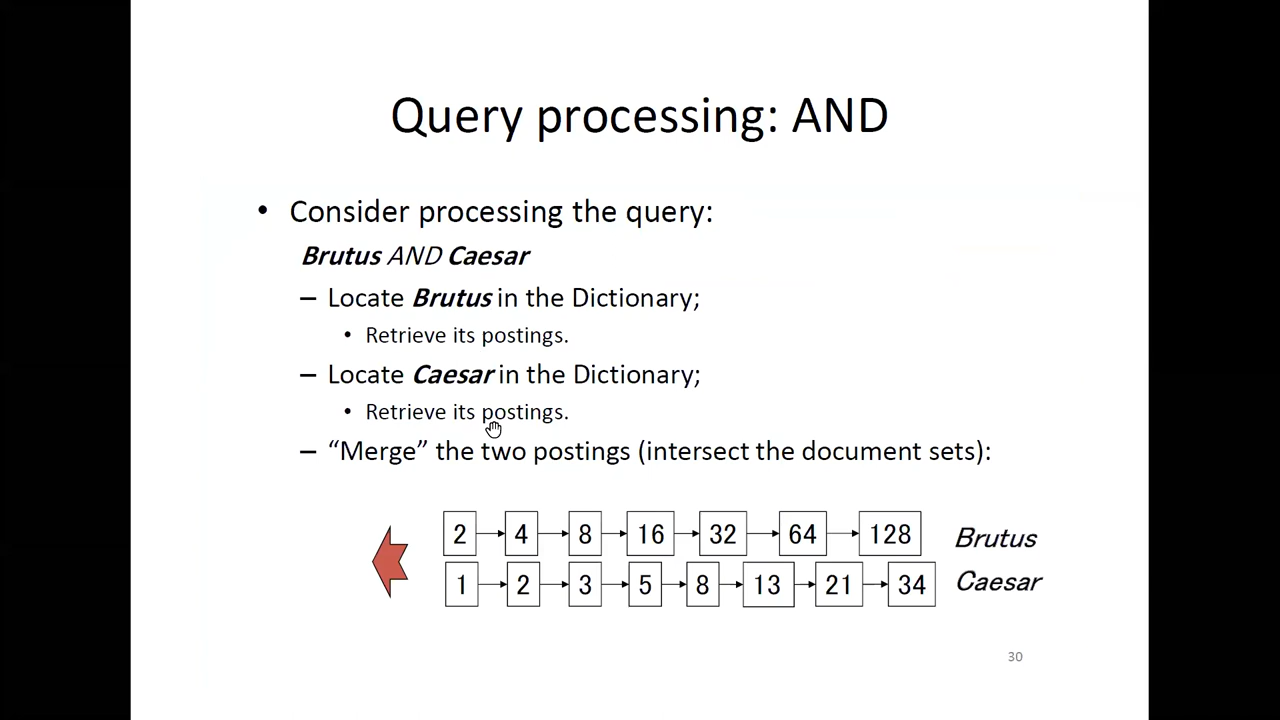 Query processing: AND
• Consider processing the query:
Brutus AND Caesar
– Locate Brutus in the Dictionary;
• Retrieve its postings.
– Locate Caesar in the Dictionary;
• Retrieve its postings.
– “Merge” the two postings (intersect the document sets):
2 4 8 16 32 64 128 Brutus
1 2 3 5 8 13 21 34 Caesar
30